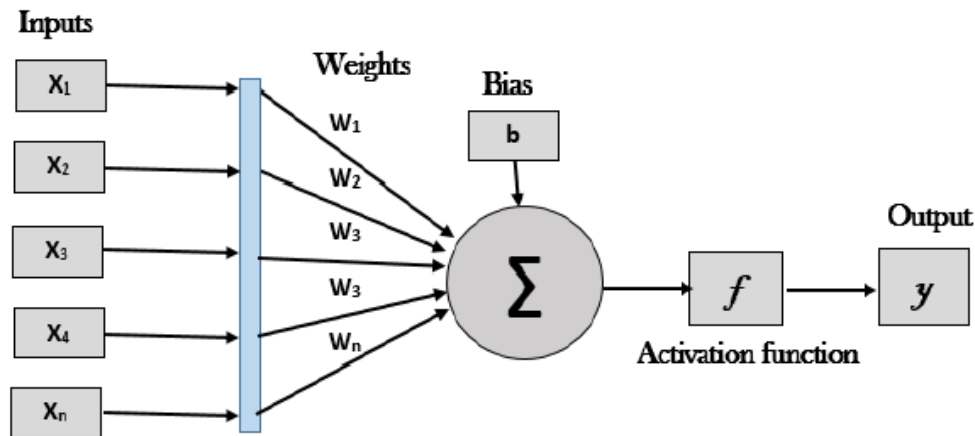 Inputs
Weights
Bias
X₁
W₁
b
X₂
W₂
X₃
W₃
Output
Σ
f
y
W₃
X₄
Wₙ
Activation function
Xₙ